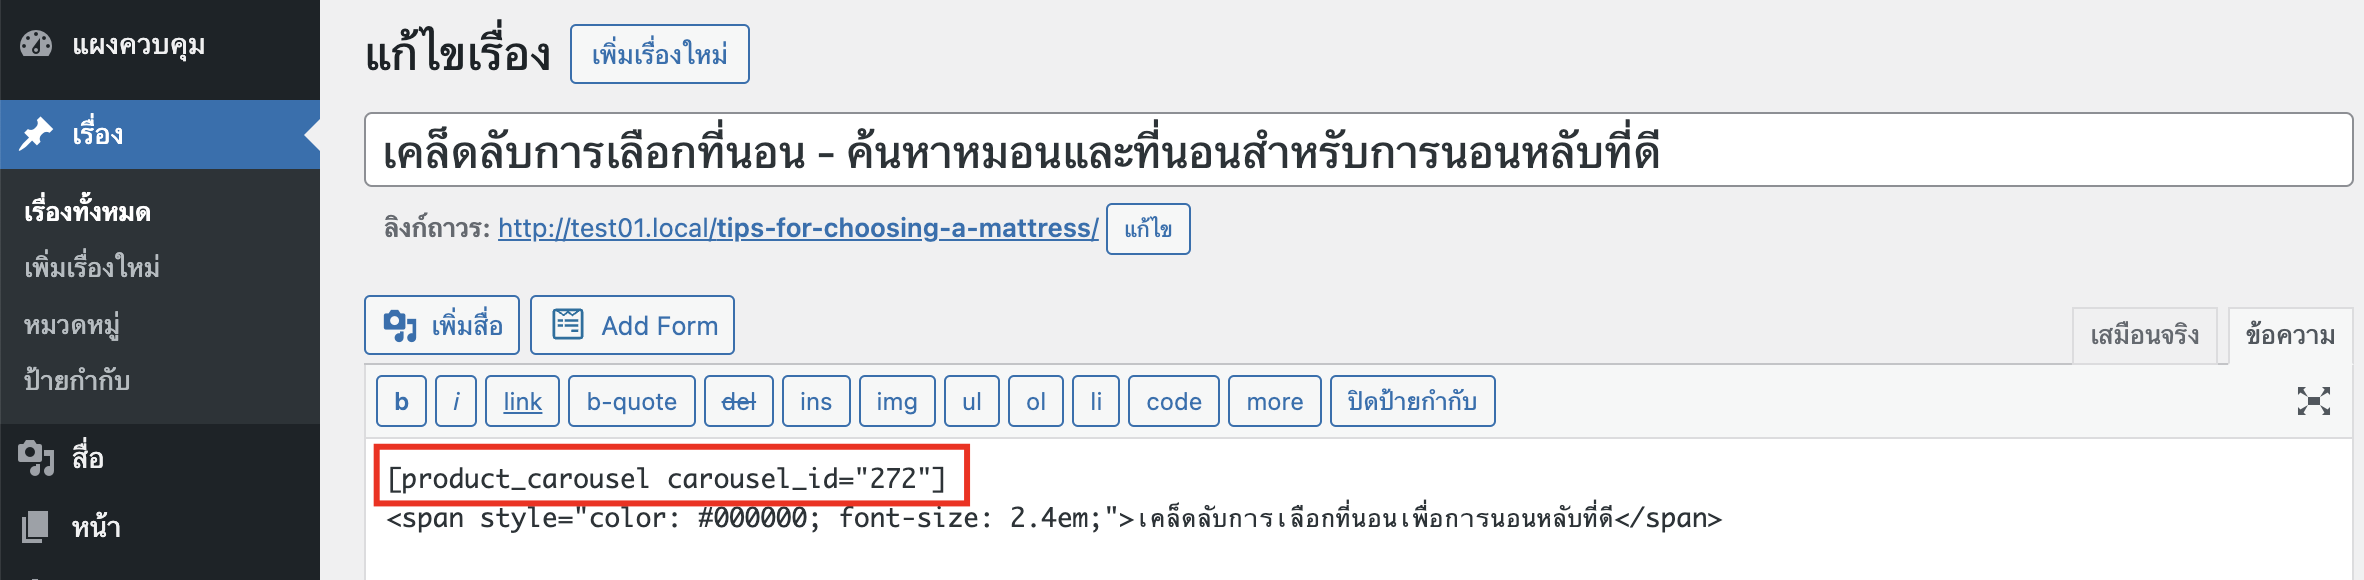 แผงควบคุม
เรื่อง
เรื่องทั้งหมด
เพิ่มเรื่องใหม่
หมวดหมู่
ป้ายกำกับ
สื่อ
หน้า
แก้ไขเรื่อง เพิ่มเรื่องใหม่
เคล็ดลับการเลือกที่นอน - ค้นหาหมอนและที่นอนสำหรับการนอนหลับที่ดี
ลิงก์ถาวร: http://test01.local/tips-for-choosing-a-mattress/ แก้ไข
เพิ่มสื่อ Add Form เสมือนจริง ข้อความ
b i link b-quote del ins img ul ol li code more ปิดป้ายกำกับ
[product_carousel carousel_id="272"]
<span style="color: #000000; font-size: 2.4em;">เคล็ดลับการเลือกที่นอนเพื่อการนอนหลับที่ดี</span>